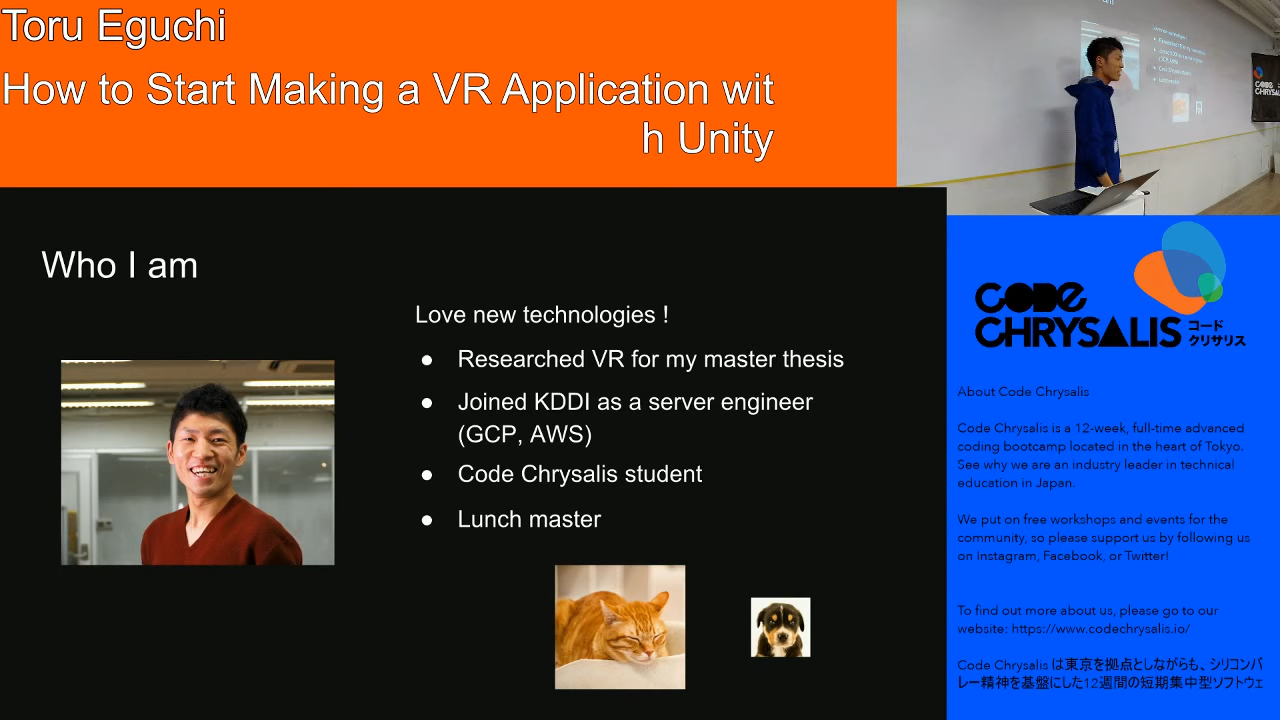 Toru Eguchi
How to Start Making a VR Application wit
h Unity
Who I am
Love new technologies !
● Researched VR for my master thesis
● Joined KDDI as a server engineer
(GCP, AWS)
● Code Chrysalis student
● Lunch master
CODE
CHRYSALIS
コード
クリサリス
About Code Chrysalis
Code Chrysalis is a 12-week, full-time advanced
coding bootcamp located in the heart of Tokyo.
See why we are an industry leader in technical
education in Japan.
We put on free workshops and events for the
community, so please support us by following us
on Instagram, Facebook, or Twitter!
To find out more about us, please go to our
website: https://www.codechrysalis.io/
Code Chrysalis は東京を拠点としながらも、シリコンバ
レー精神を基盤にした12週間の短期集中型ソフトウェ